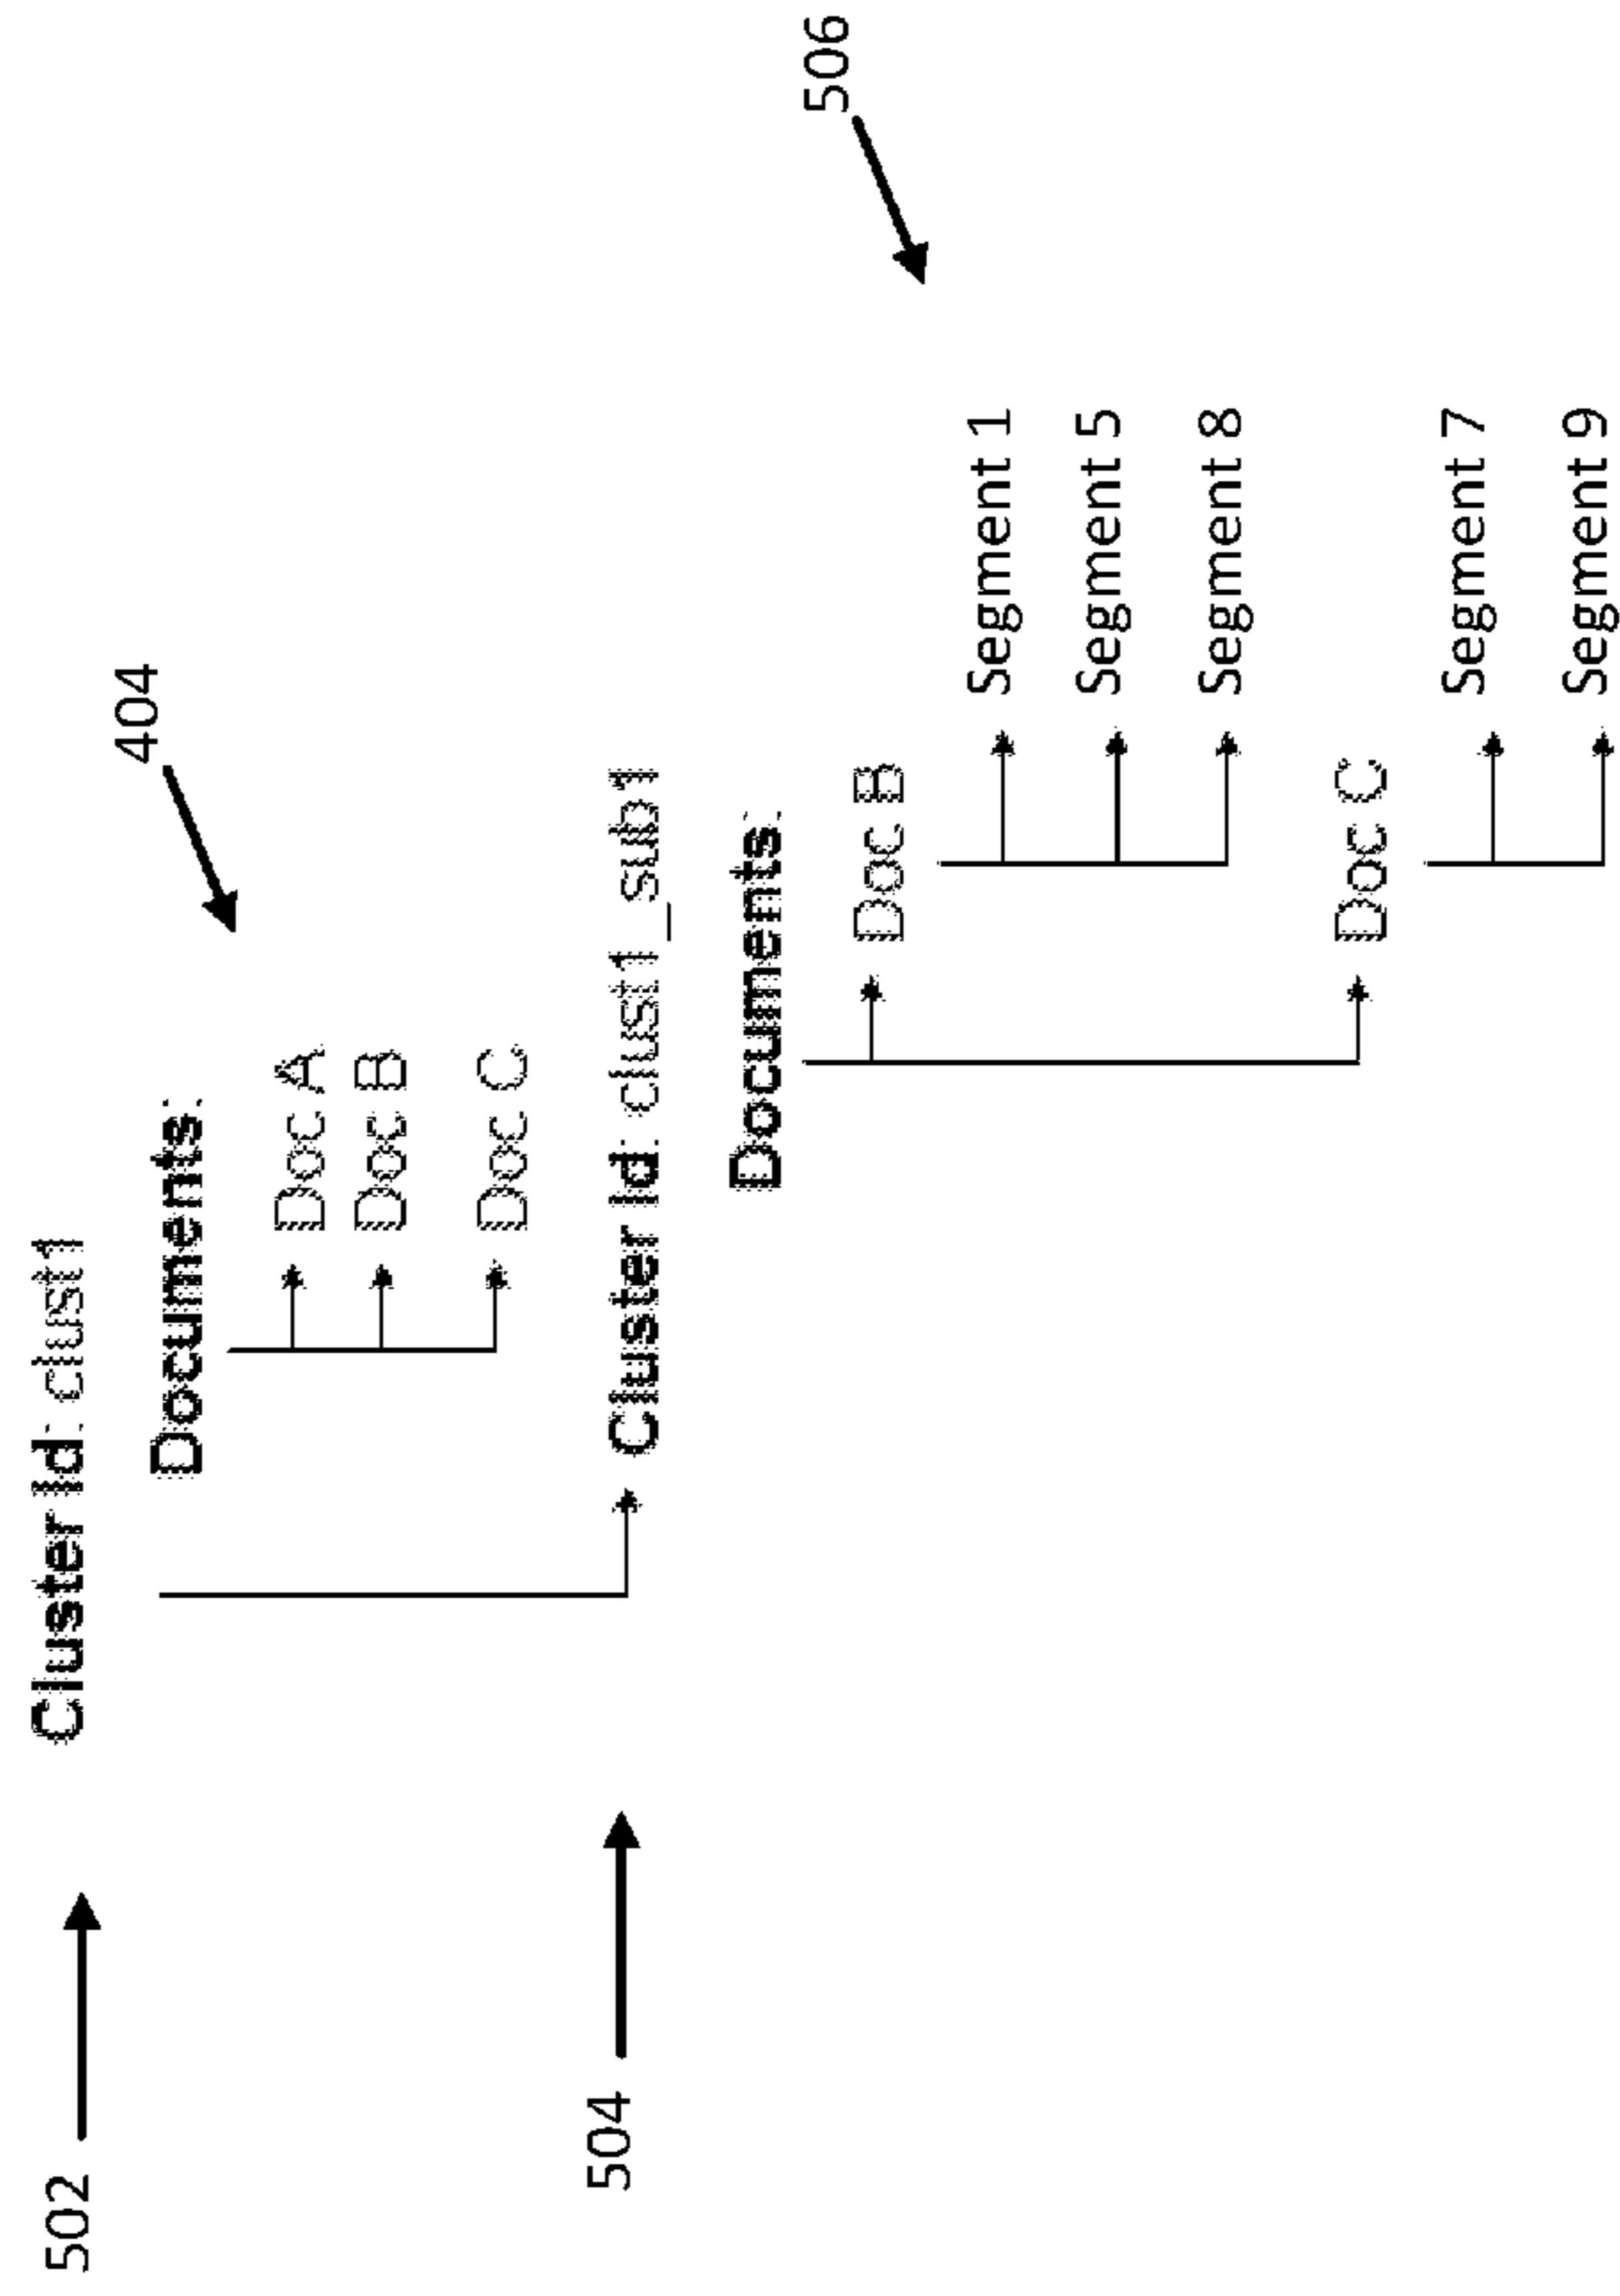 502
Cluster Id: clust1
404
Documents:
Doc A
Doc B
Doc C
504
Cluster Id: clust1_sub1
Documents:
506
Doc B
Segment 1
Segment 5
Segment 8
Doc C
Segment 7
Segment 9